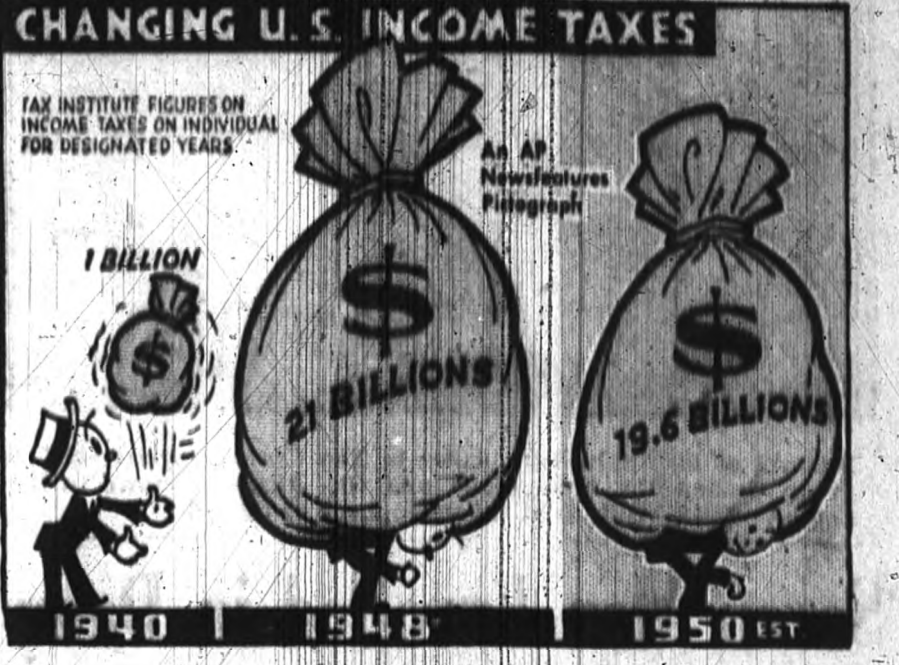 CHANGING U.S. INCOME TAXES
TAX INSTITUTE FIGURES ON
INCOME TAXES ON INDIVIDUAL
FOR DESIGNATED YEARS
An AP
Newsfeatures
Pictograph
1 BILLION
$
$
21 BILLIONS
$
19.6 BILLIONS
1940
1948
1950 EST.